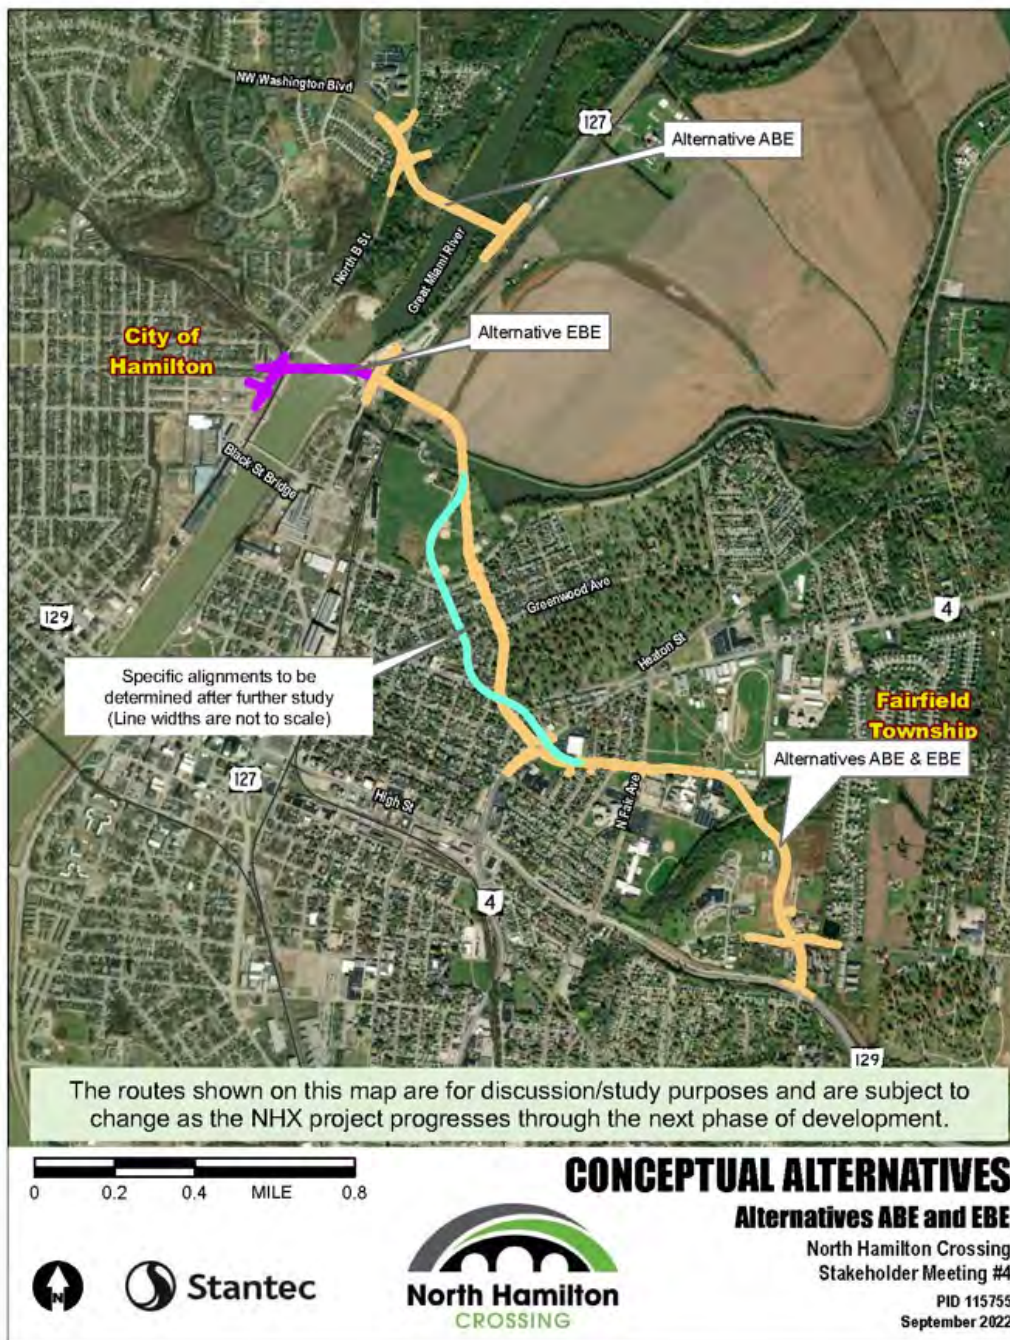 NW Washington Blvd
127
Alternative ABE
North B St
Great Miami River
Alternative EBE
City of
Hamilton
Black St Bridge
129
Greenwood Ave
4
Heaton St
Specific alignments to be
determined after further study
(Line widths are not to scale)
Fairfield
Township
Alternatives ABE & EBE
127
High St
N Fair Ave
4
129
The routes shown on this map are for discussion/study purposes and are subject to
change as the NHX project progresses through the next phase of development.
0 0.2 0.4 MILE 0.8
CONCEPTUAL ALTERNATIVES
Alternatives ABE and EBE
North Hamilton Crossing
Stakeholder Meeting #4
PID 115755
September 2022
N
Stantec
North Hamilton
CROSSING